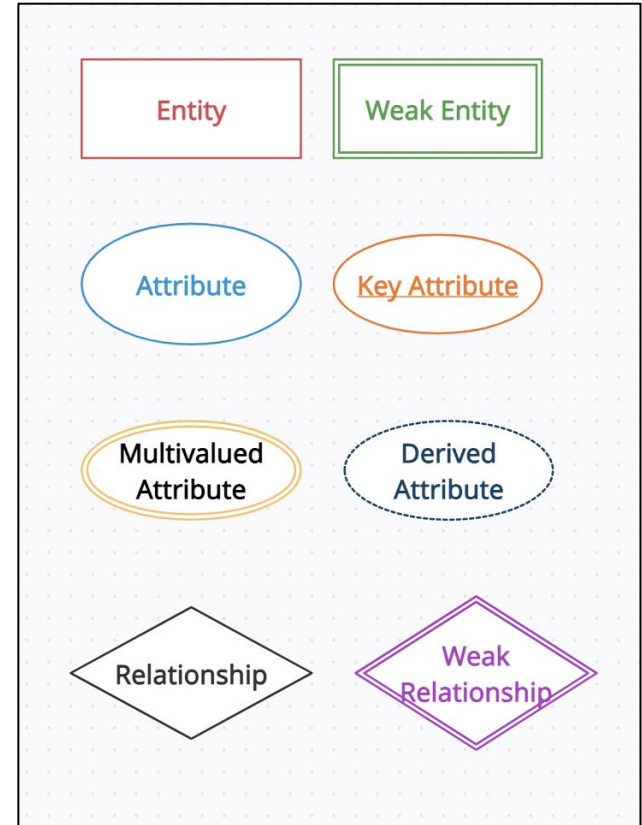 Entity
Weak Entity
Attribute
Key Attribute
Multivalued
Attribute
Derived
Attribute
Relationship
Weak
Relationship